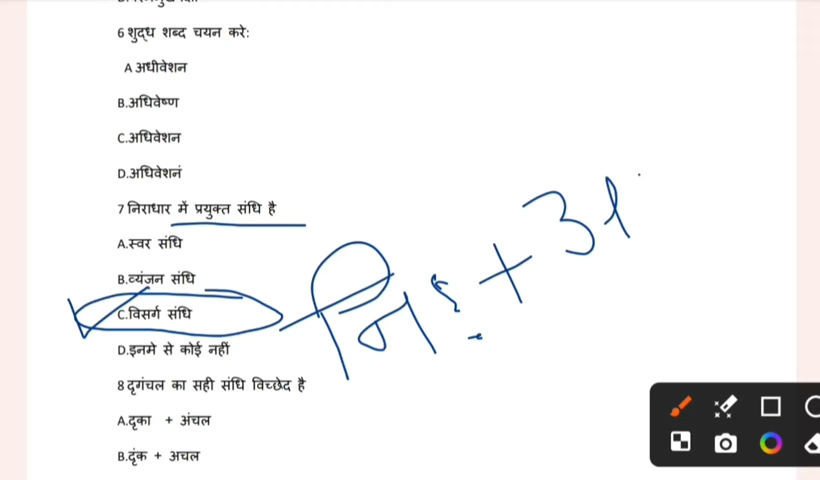 6 शुद्ध शब्द चयन करे:
A अधीवेशन
B.अधिवेष्ण
C.अधिवेशन
D.अधिवेशनं
7 निराधार में प्रयुक्त संधि है
A.स्वर संधि
B.व्यंजन संधि
C.विसर्ग संधि
D.इनमे से कोई नहीं
8 दृगंचल का सही संधि विच्छेद है
A.दृका + अंचल
B.दृंक + अचल